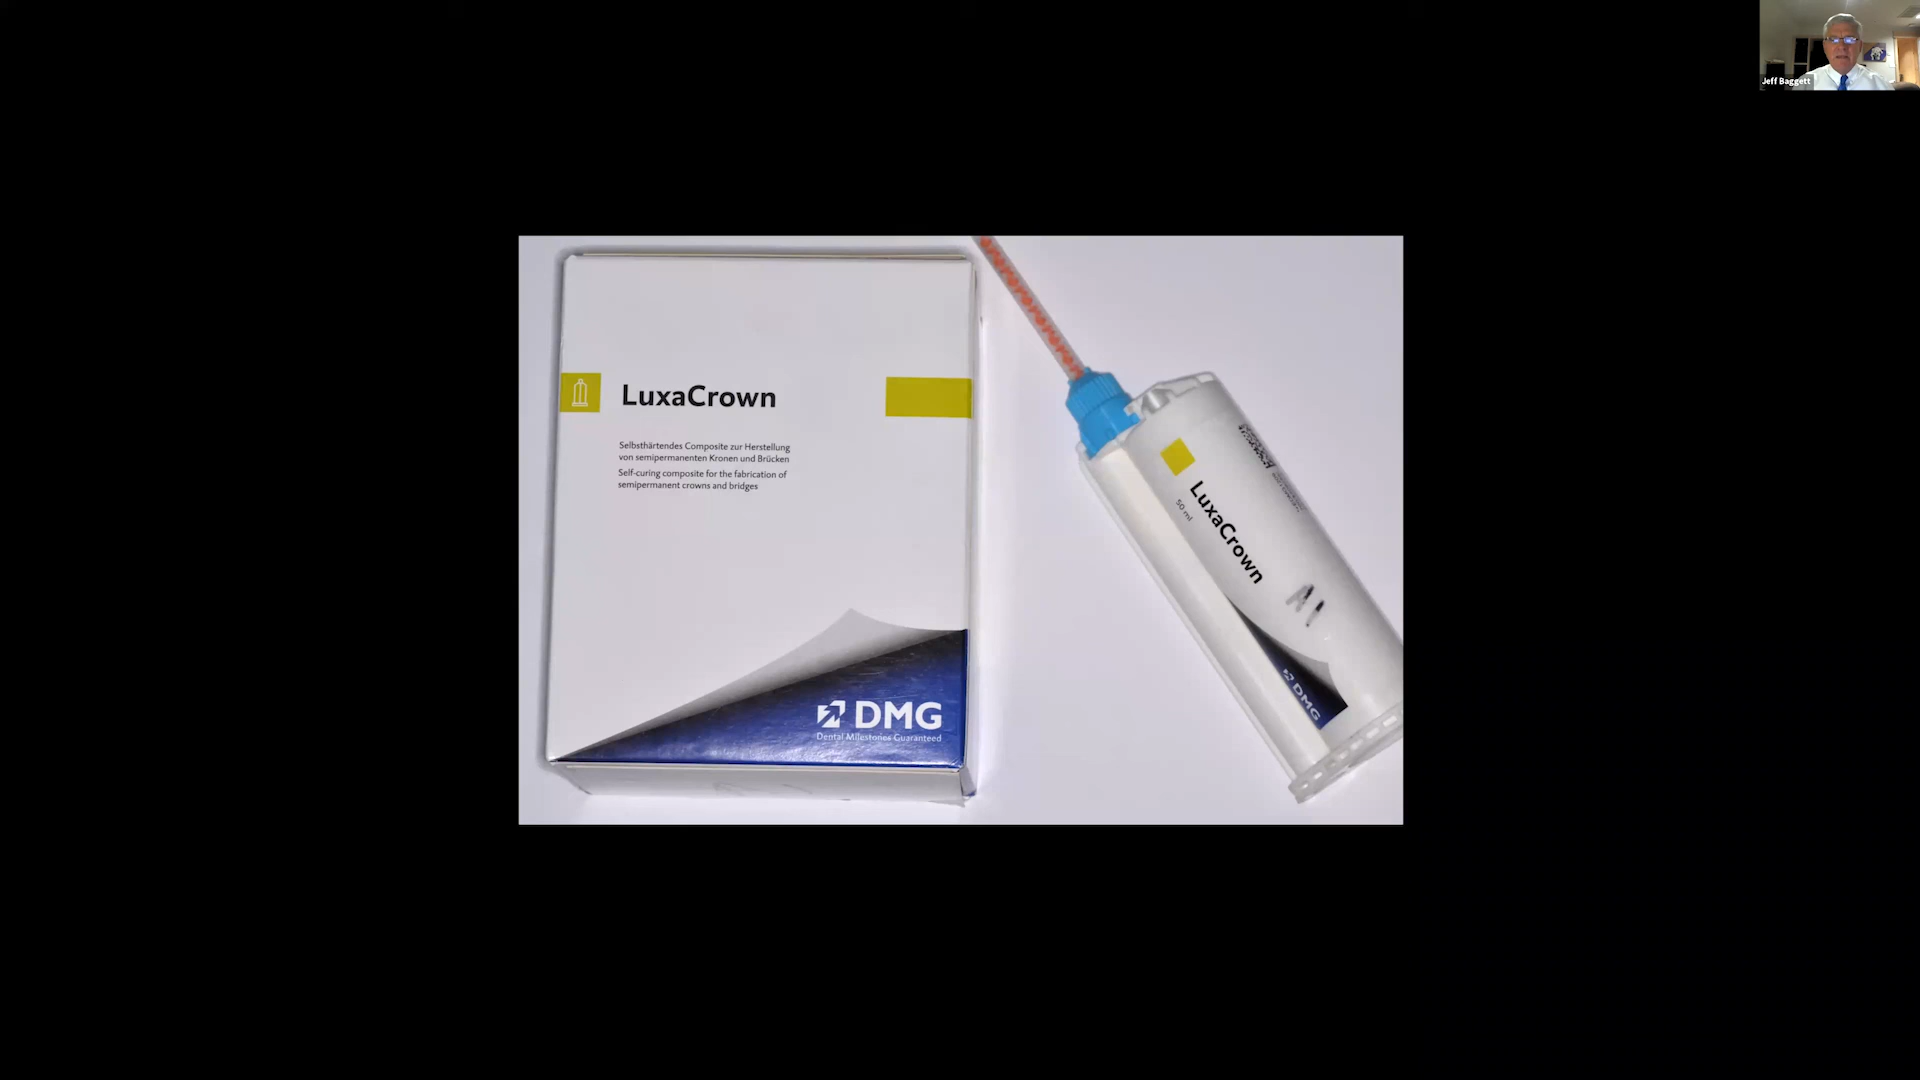 Jeff Baggett
LuxaCrown
Selbsthärtendes Composite zur Herstellung
von semipermanenten Kronen und Brücken
Self-curing composite for the fabrication of
semipermanent crowns and bridges
DMG
Dental Milestones Guaranteed
LuxaCrown
50 ml
A1
DMG